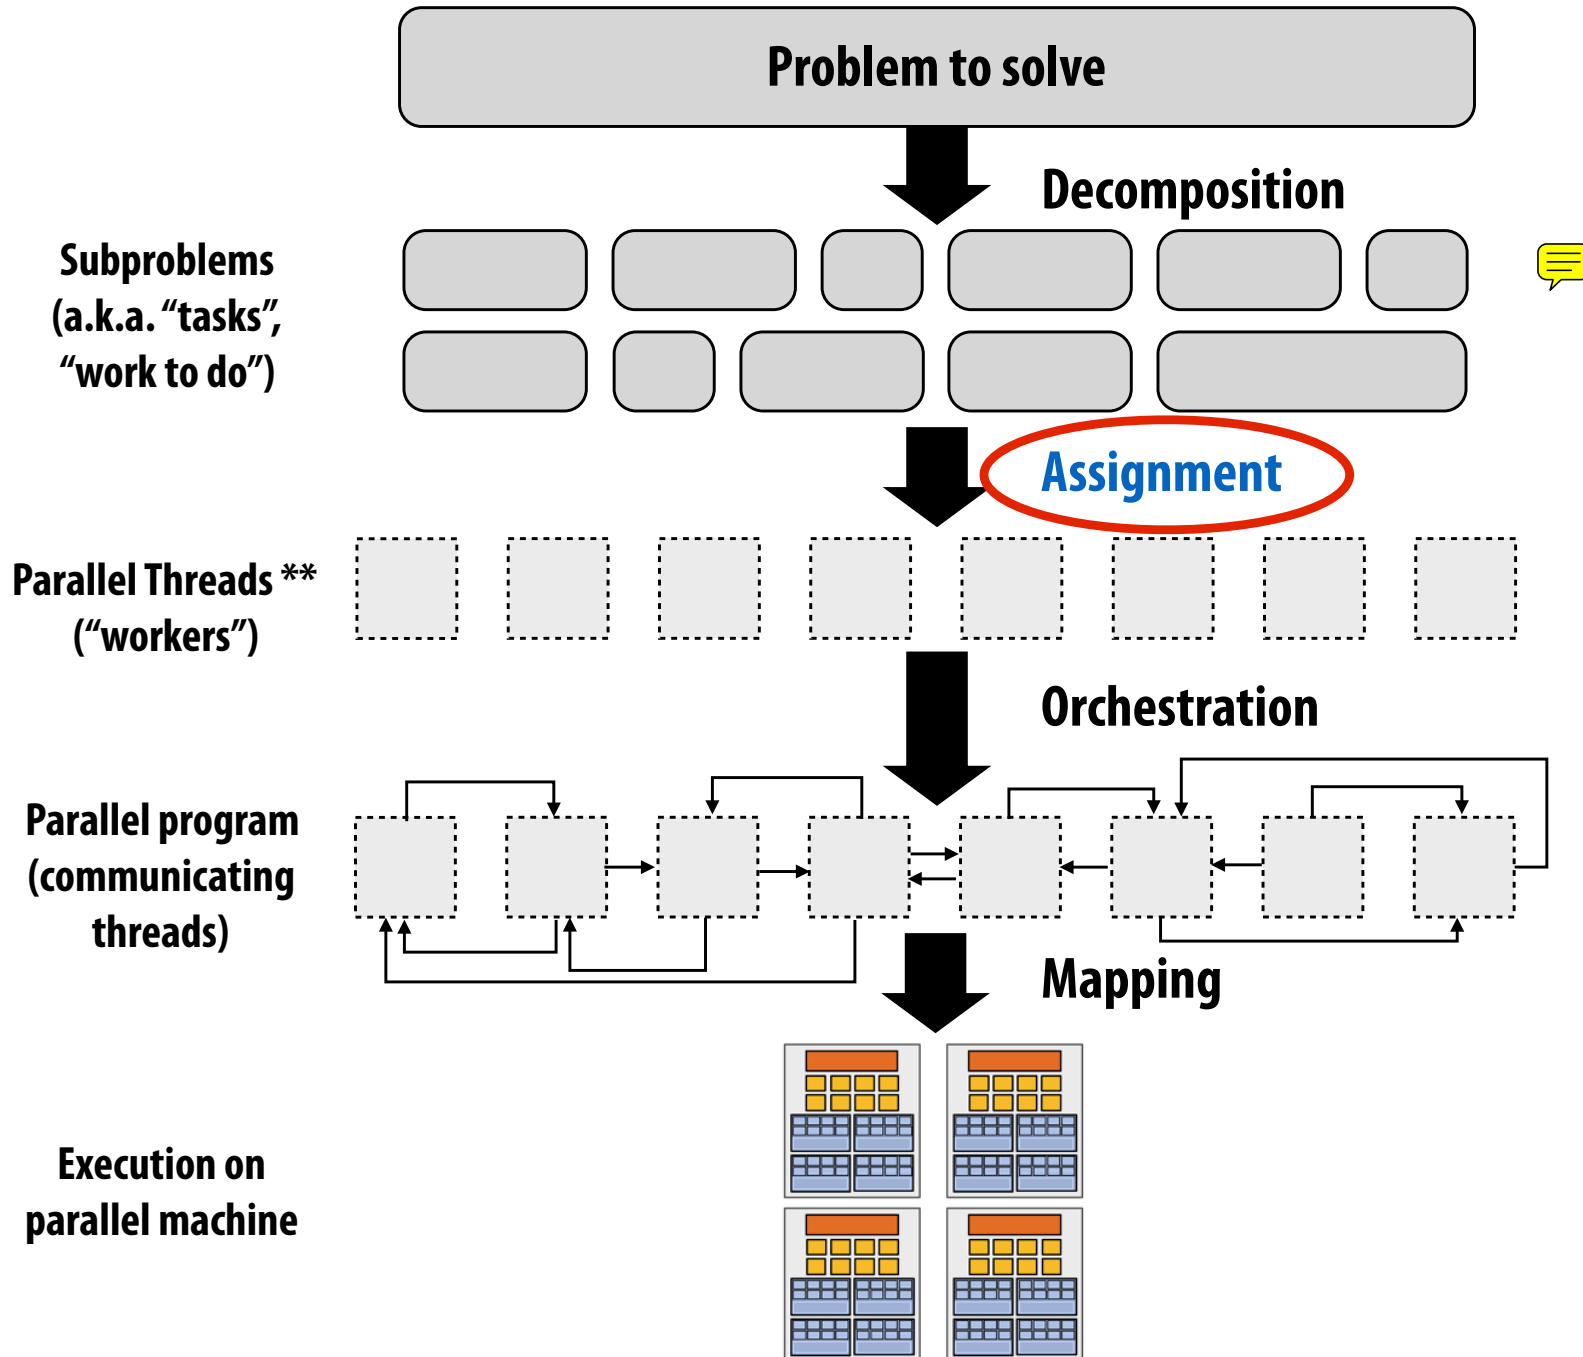 Problem to solve
Decomposition
Subproblems
(a.k.a. “tasks”,
“work to do”)
Assignment
Parallel Threads **
(“workers”)
Orchestration
Parallel program
(communicating
threads)
Mapping
Execution on
parallel machine